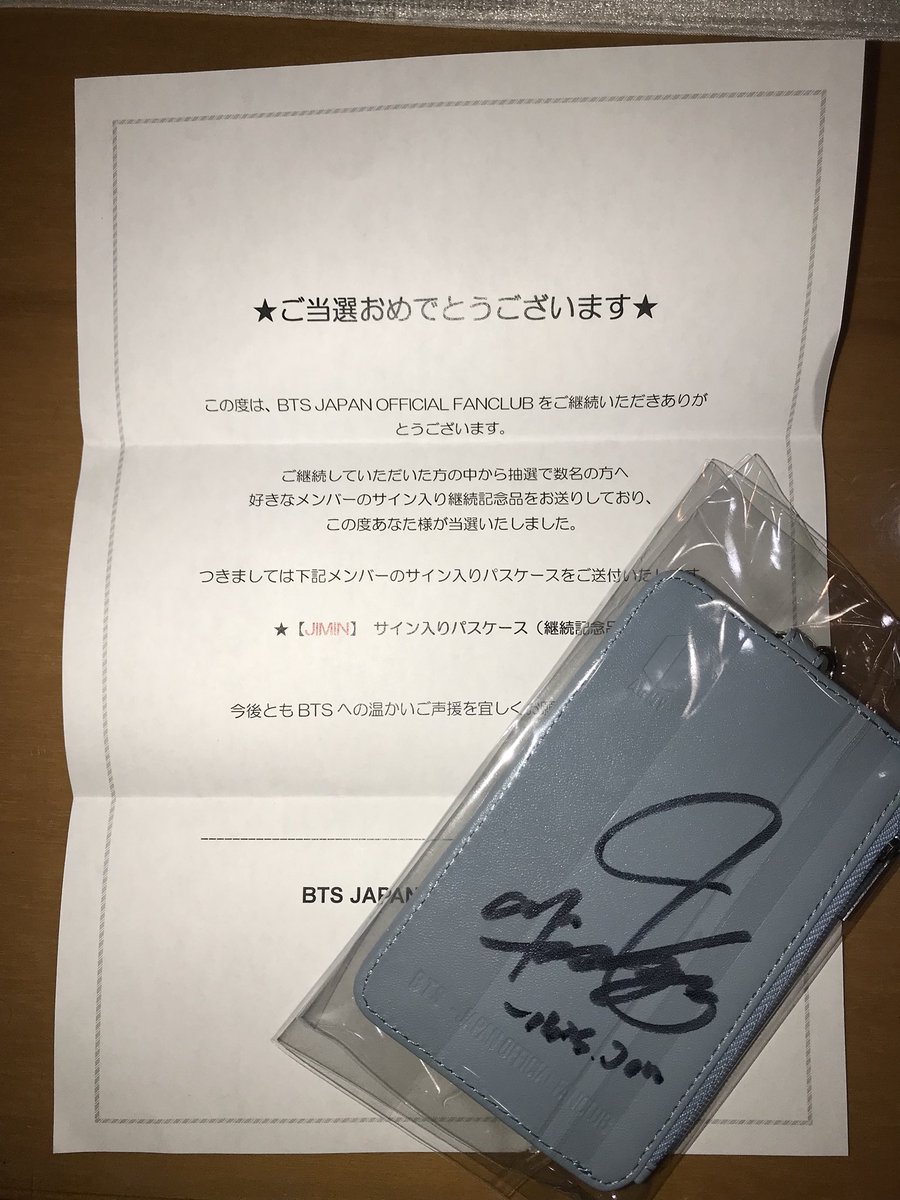 ★ご当選おめでとうございます★
この度は、BTS JAPAN OFFICIAL FANCLUB をご継続いただきありが
とうございます。
ご継続していただいた方の中から抽選で数名の方へ
好きなメンバーのサイン入り継続記念品をお送りしており、
この度あなた様が当選いたしました。
つきましては下記メンバーのサイン入りパスケースをご送付いたします
★【JIMIN】 サイン入りパスケース（継続記念品
今後とも BTS への温かいご声援を宜しくお願
BTS JAPAN
BTS JAPAN OFFICIAL FANCLUB